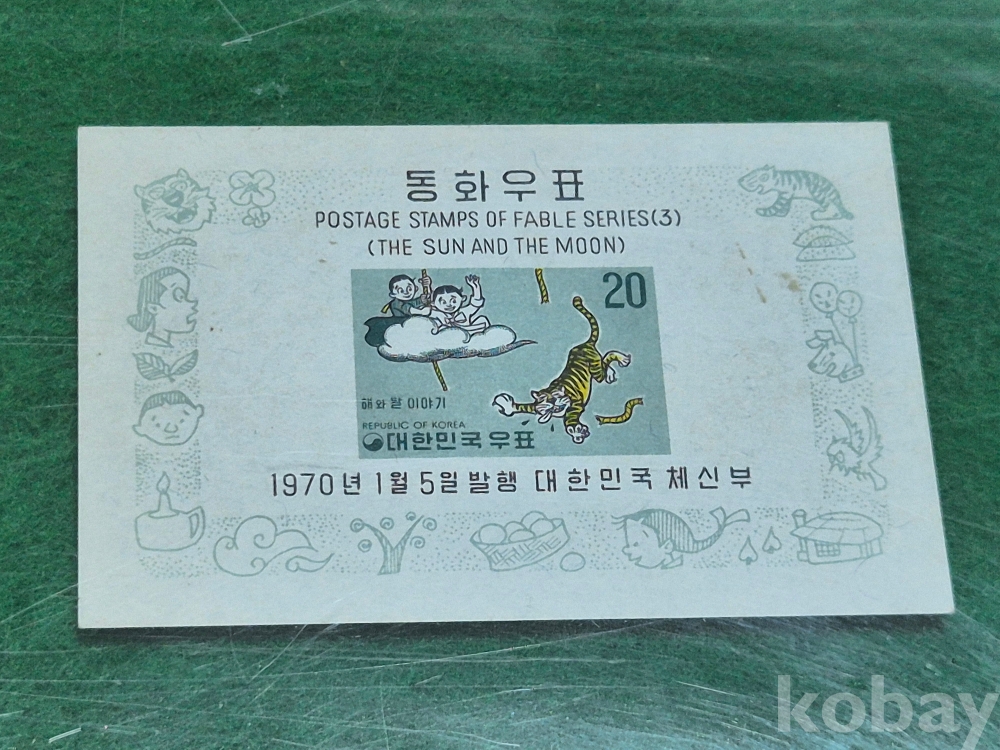 동화우표
POSTAGE STAMPS OF FABLE SERIES(3)
(THE SUN AND THE MOON)
20
해와 달 이야기
REPUBLIC OF KOREA
대한민국우표
1970년 1월 5일 발행 대한민국 체신부
kobay